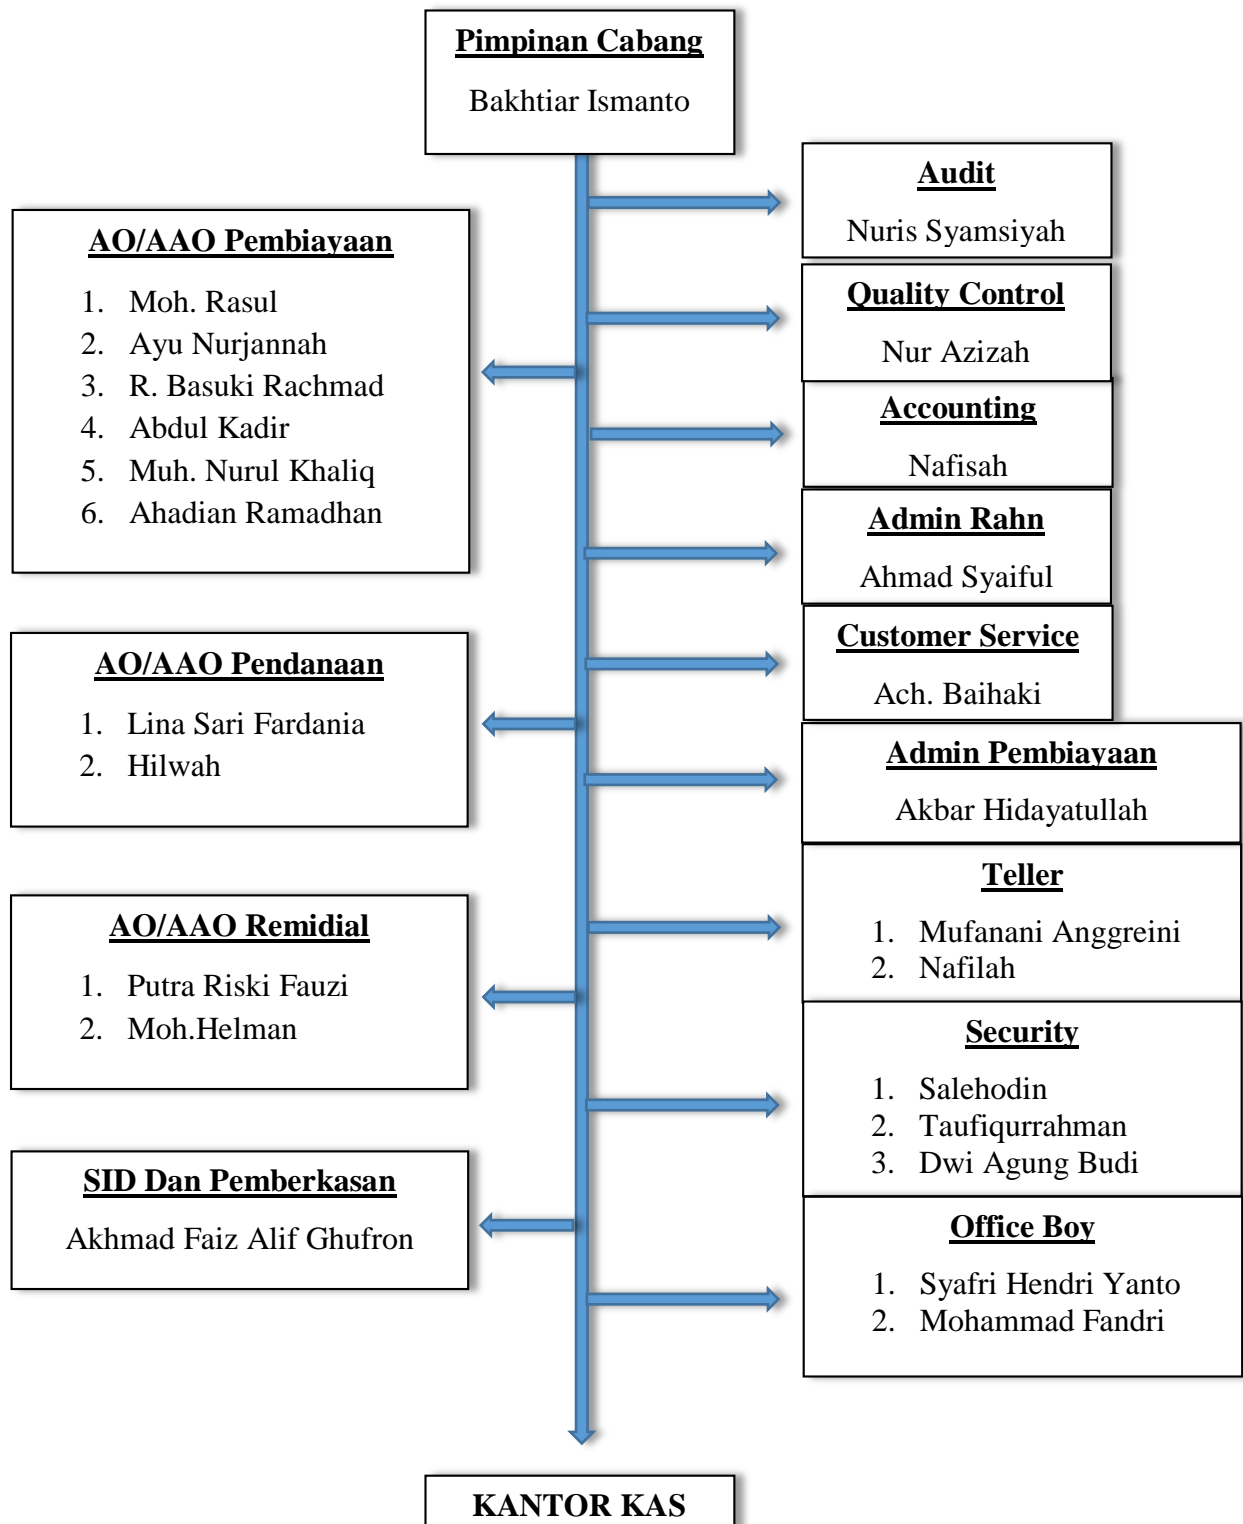 Pimpinan Cabang
Bakhtiar Ismanto
AO/AAO Pembiayaan
1. Moh. Rasul
2. Ayu Nurjannah
3. R. Basuki Rachmad
4. Abdul Kadir
5. Muh. Nurul Khaliq
6. Ahadian Ramadhan
AO/AAO Pendanaan
1. Lina Sari Fardania
2. Hilwah
AO/AAO Remidial
1. Putra Riski Fauzi
2. Moh.Helman
SID Dan Pemberkasan
Akhmad Faiz Alif Ghufron
Audit
Nuris Syamsiyah
Quality Control
Nur Azizah
Accounting
Nafisah
Admin Rahn
Ahmad Syaiful
Customer Service
Ach. Baihaki
Admin Pembiayaan
Akbar Hidayatullah
Teller
1. Mufanani Anggreini
2. Nafilah
Security
1. Salehodin
2. Taufiqurrahman
3. Dwi Agung Budi
Office Boy
1. Syafri Hendri Yanto
2. Mohammad Fandri
KANTOR KAS